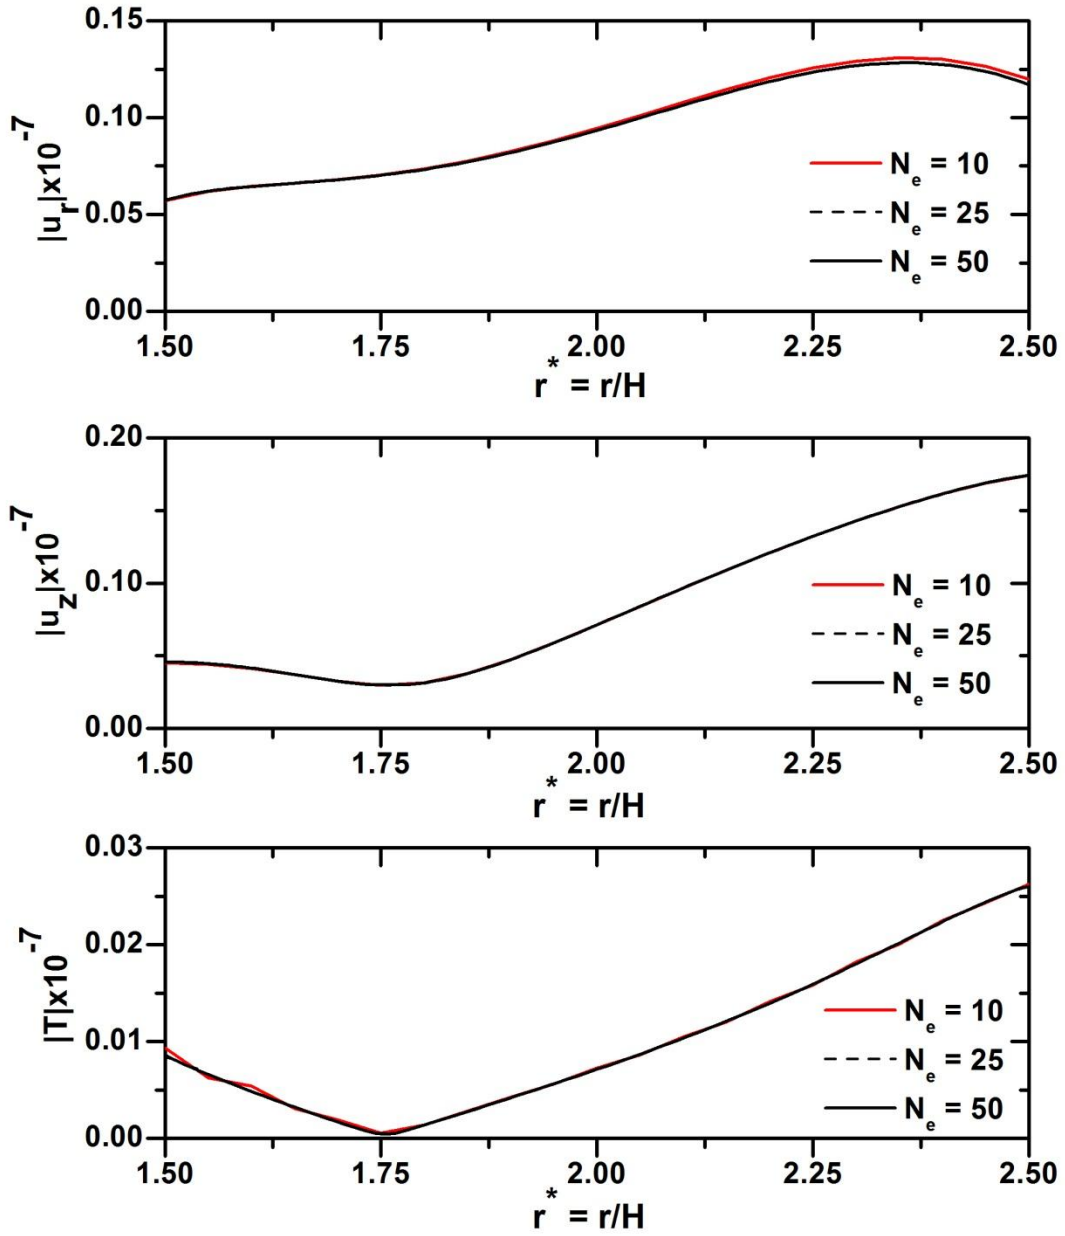 0.15
|u_r|x10^-7
0.10
0.05
0.00
N_e = 10
N_e = 25
N_e = 50
1.50 1.75 2.00 2.25 2.50
r^* = r/H
0.20
|u_z|x10^-7
0.10
0.00
N_e = 10
N_e = 25
N_e = 50
1.50 1.75 2.00 2.25 2.50
r^* = r/H
0.03
|T|x10^-7
0.02
0.01
0.00
N_e = 10
N_e = 25
N_e = 50
1.50 1.75 2.00 2.25 2.50
r^* = r/H